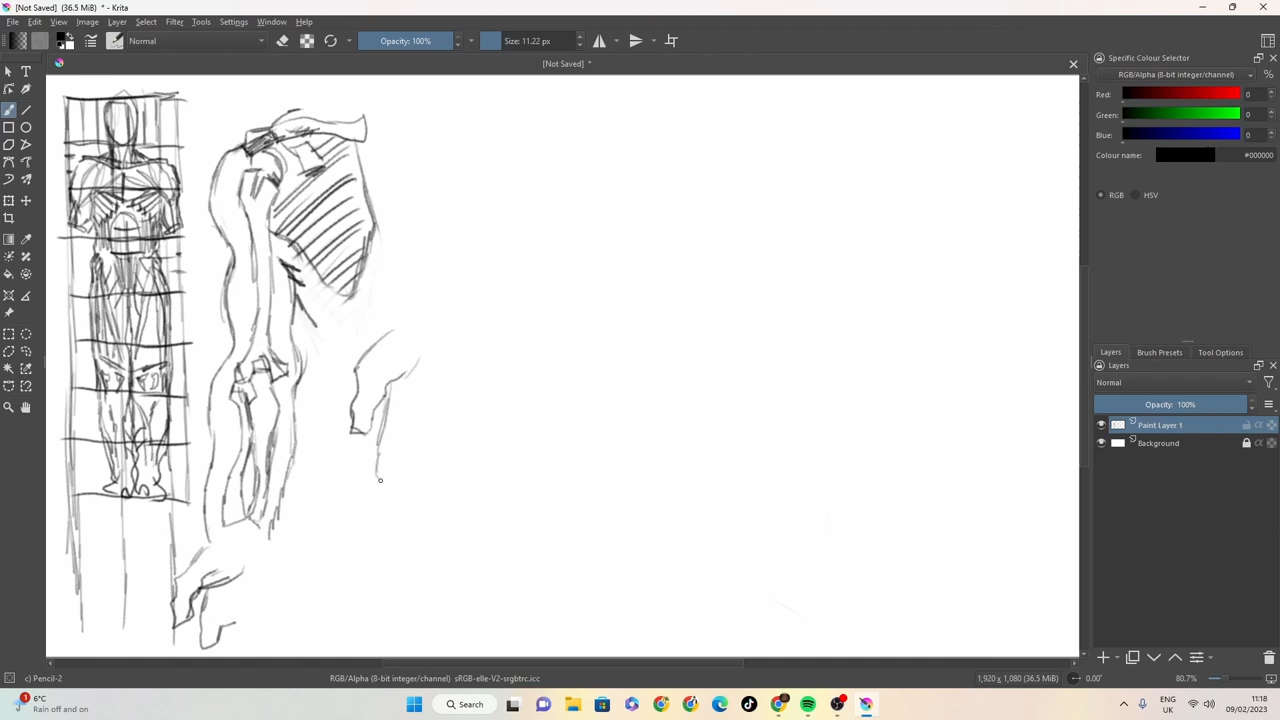 [Not Saved] (36.5 MiB) * - Krita
File Edit View Image Layer Select Filter Tools Settings Window Help
Normal Opacity: 100% Size: 11.22 px
[Not Saved] *
Specific Colour Selector
RGB/Alpha (8-bit integer/channel)
Red: 0
Green: 0
Blue: 0
Colour name: #000000
RGB HSV
Layers Brush Presets Tool Options
Layers
Normal
Opacity: 100%
Paint Layer 1
Background
c) Pencil-2 RGB/Alpha (8-bit integer/channel) sRGB-elle-V2-srgbtrc.icc 1,920 x 1,080 (36.5 MiB) 0.00° 80.7%
1 6°C
Rain off and on
Search
ENG
UK
11:18
09/02/2023